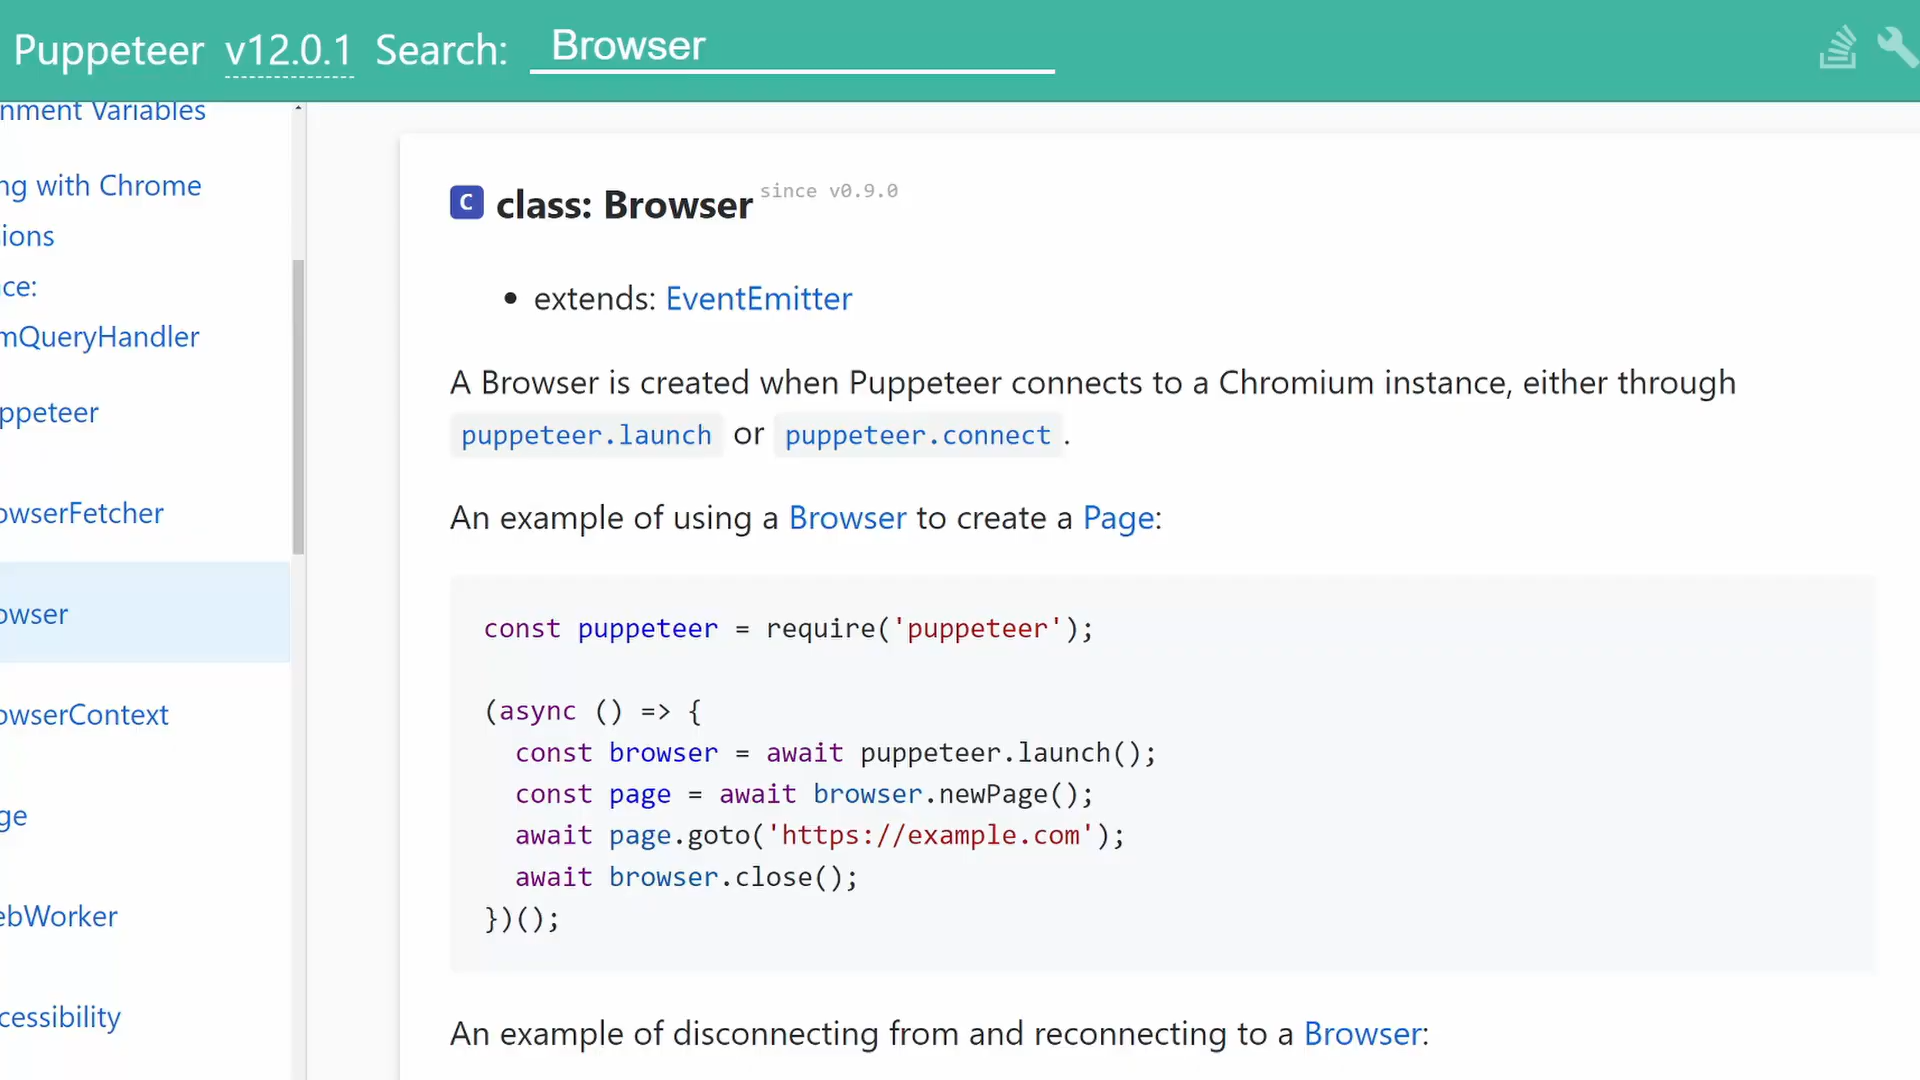 Puppeteer v12.0.1 Search: Browser
nment Variables
ng with Chrome
ions
ce:
mQueryHandler
ppeteer
owserFetcher
owser
owserContext
ge
ebWorker
cessibility
C class: Browser since v0.9.0
• extends: EventEmitter
A Browser is created when Puppeteer connects to a Chromium instance, either through
puppeteer.launch or puppeteer.connect .
An example of using a Browser to create a Page:
const puppeteer = require('puppeteer');
(async () => {
  const browser = await puppeteer.launch();
  const page = await browser.newPage();
  await page.goto('https://example.com');
  await browser.close();
})();
An example of disconnecting from and reconnecting to a Browser: